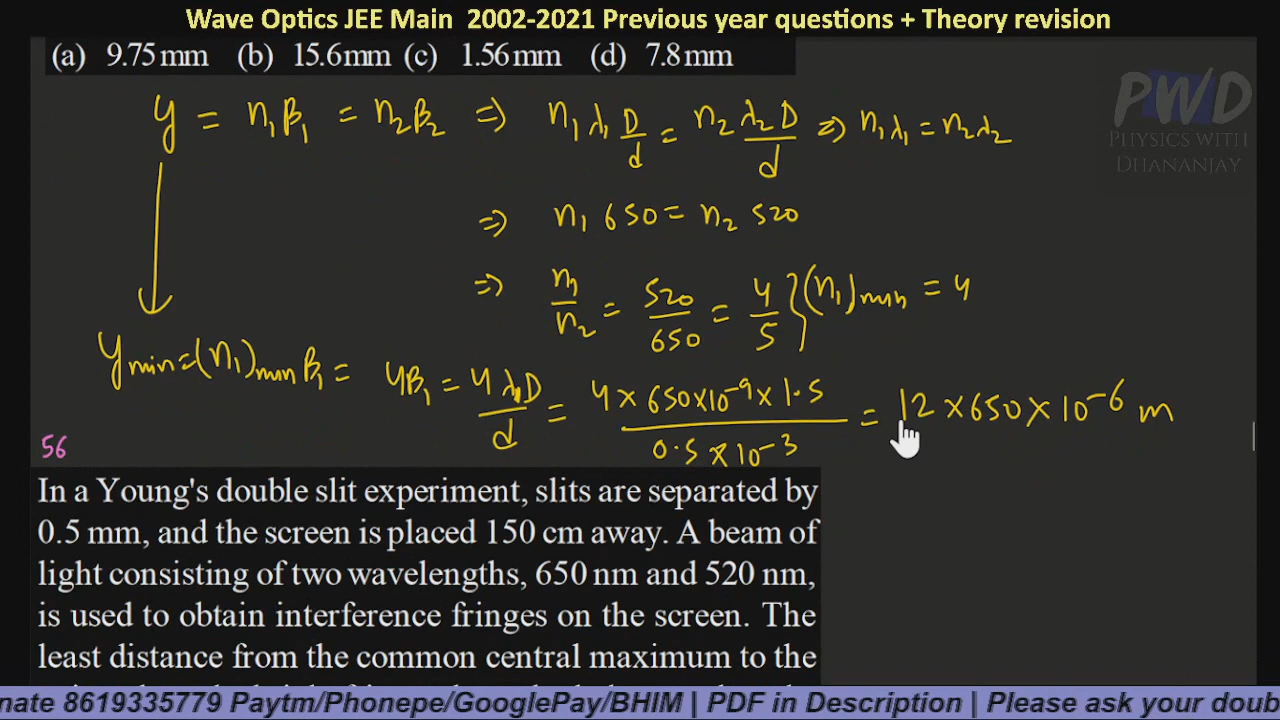 Wave Optics JEE Main 2002-2021 Previous year questions + Theory revision
(a) 9.75 mm (b) 15.6 mm (c) 1.56 mm (d) 7.8 mm
PWD
PHYSICS WITH
DHANANJAY
y = n₁β₁ = n₂β₂ ⇒ n₁ λ₁ D/d = n₂ λ₂ D/d ⇒ n₁λ₁ = n₂λ₂
⇒ n₁ 650 = n₂ 520
⇒ n₁/n₂ = 520/650 = 4/5 } (n₁)min = 4
ymin = (n₁)min β₁ = 4β₁ = 4 λ₁D/d = 4 × 650×10⁻⁹ × 1.5 / 0.5 × 10⁻³ = 12 × 650 × 10⁻⁶ m
56
In a Young's double slit experiment, slits are separated by
0.5 mm, and the screen is placed 150 cm away. A beam of
light consisting of two wavelengths, 650 nm and 520 nm,
is used to obtain interference fringes on the screen. The
least distance from the common central maximum to the
nate 8619335779 Paytm/Phonepe/GooglePay/BHIM | PDF in Description | Please ask your doub